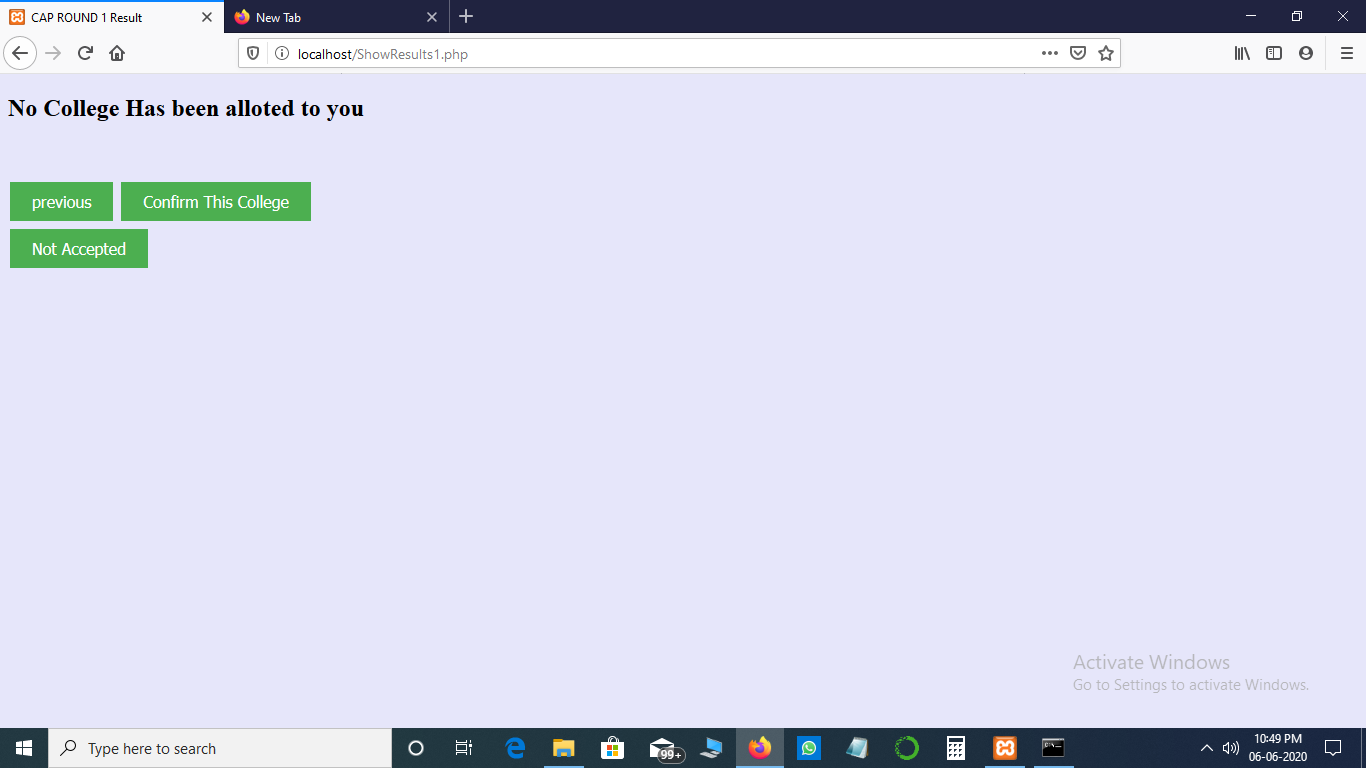 CAP ROUND 1 Result
New Tab
localhost/ShowResults1.php
No College Has been alloted to you
previous
Confirm This College
Not Accepted
Activate Windows
Go to Settings to activate Windows.
Type here to search
99+
10:49 PM
06-06-2020